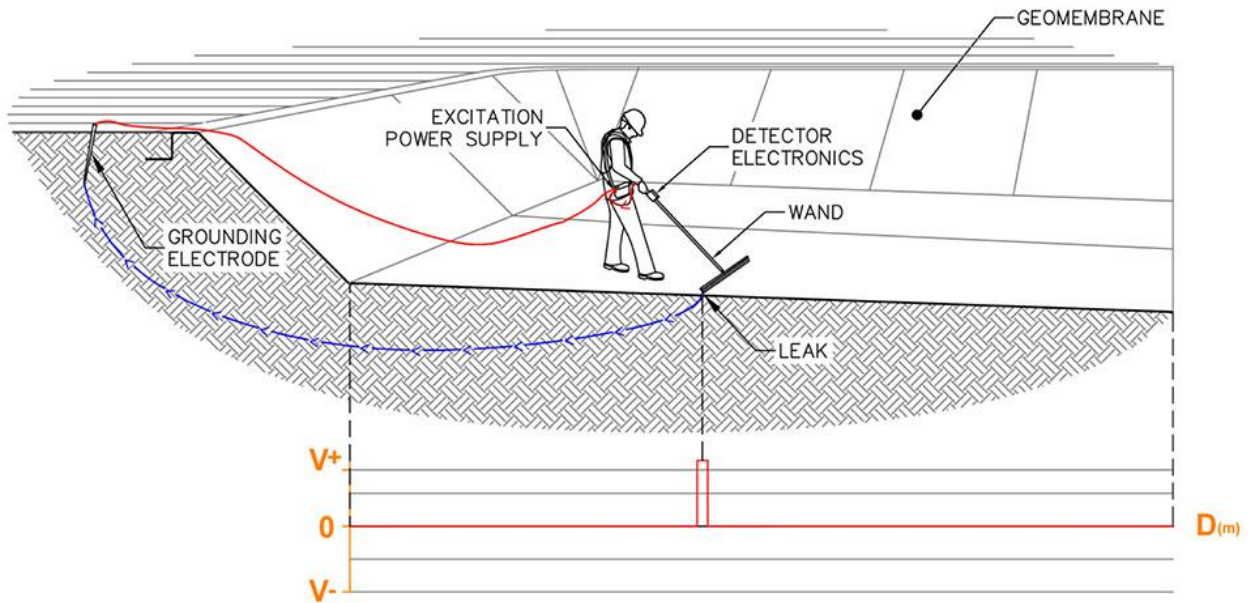 GEOMEMBRANE
EXCITATION
POWER SUPPLY
DETECTOR
ELECTRONICS
WAND
GROUNDING
ELECTRODE
LEAK
V+
0
D(m)
V-